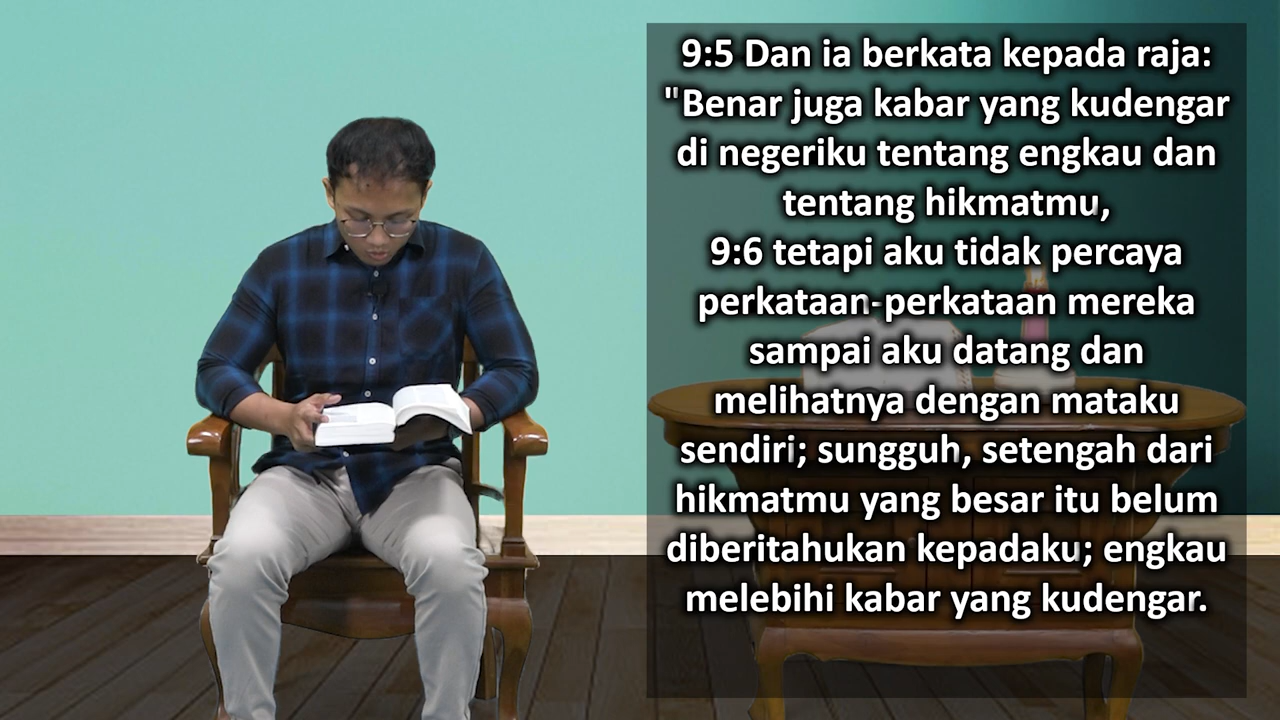 9:5 Dan ia berkata kepada raja:
"Benar juga kabar yang kudengar
di negeriku tentang engkau dan
tentang hikmatmu,
9:6 tetapi aku tidak percaya
perkataan-perkataan mereka
sampai aku datang dan
melihatnya dengan mataku
sendiri; sungguh, setengah dari
hikmatmu yang besar itu belum
diberitahukan kepadaku; engkau
melebihi kabar yang kudengar.